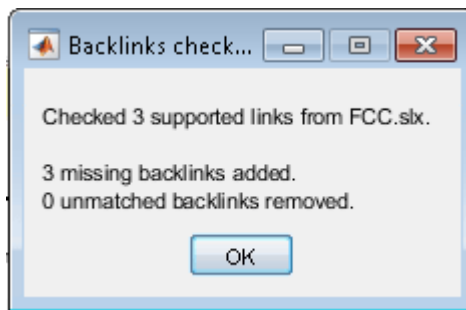 Backlinks check...
Checked 3 supported links from FCC.slx.
3 missing backlinks added.
0 unmatched backlinks removed.
OK